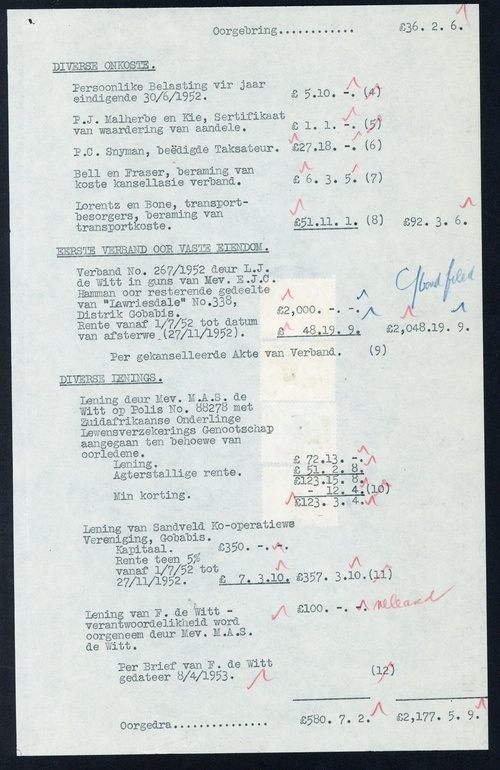 Oorgebring............ £36. 2. 6.
DIVERSE ONKOSTE.
Persoonlike Belasting vir jaar
eindigende 30/6/1952. £ 5.10. -. (4)
P.J. Malherbe en Kie, Sertifikaat
van waardering van aandele. £ 1. 1. -. (5)
P.C. Snyman, beëdigde Taksateur. £27.18. -. (6)
Bell en Fraser, beraming van
koste kansellasie verband. £ 6. 3. 5. (7)
Lorentz en Bone, transport-
besorgers, beraming van
transportkoste. £51.11. 1. (8) £92. 3. 6.
EERSTE VERBAND OOR VASTE EIENDOM.
Verband No. 267/1952 deur L.J.
de Witt in guns van Mev. E.J.C.
Hamman oor resterende gedeelte
van "Lawriesdale" No.338,
Distrik Gobabis. £2,000. -. -.
Rente vanaf 1/7/52 tot datum
van afsterwe (27/11/1952). £ 48.19. 9. £2,048.19. 9.
bond filed
Per gekanselleerde Akte van Verband. (9)
DIVERSE LENINGS.
Lening deur Mev. M.A.S. de
Witt op Polis No. 88278 met
Zuidafrikaanse Onderlinge
Lewensverzekerings Genootschap
aangegaan ten behoewe van
oorledene.
Lening. £ 72.13. -.
Agterstallige rente. £ 51. 2. 8.
£123.15. 8.
Min korting. - 12. 4.(10)
£123. 3. 4.
Lening van Sandveld Ko-operatiewe
Vereniging, Gobabis.
Kapitaal. £350. -. -.
Rente teen 5%
vanaf 1/7/52 tot
27/11/1952. £ 7. 3.10. £357. 3.10.(11)
Lening van F. de Witt - £100. -. -. released
verantwoordelikheid word
oorgeneem deur Mev. M.A.S.
de Witt.
Per Brief van F. de Witt
gedateer 8/4/1953. (12)
Oorgedra............... £580. 7. 2. £2,177. 5. 9.